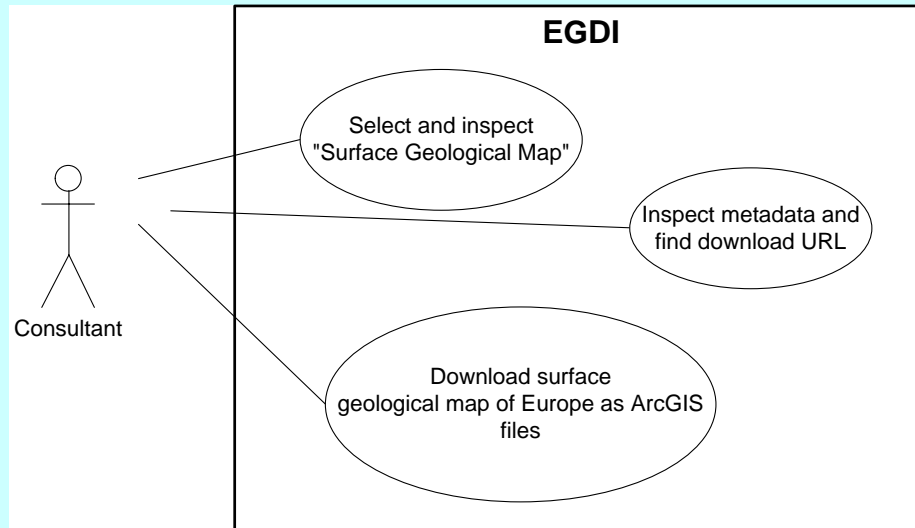 EGDI
Select and inspect
"Surface Geological Map"
Inspect metadata and
find download URL
Consultant
Download surface
geological map of Europe as ArcGIS
files